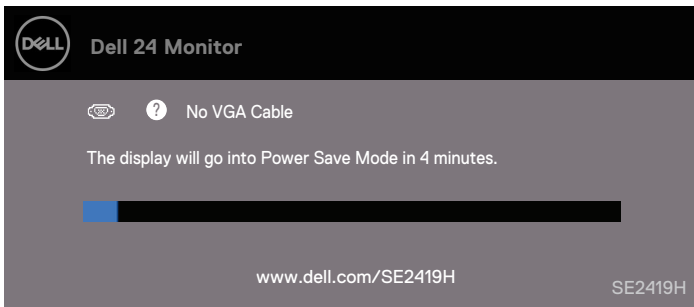 DELL
Dell 24 Monitor
? No VGA Cable
The display will go into Power Save Mode in 4 minutes.
www.dell.com/SE2419H
SE2419H